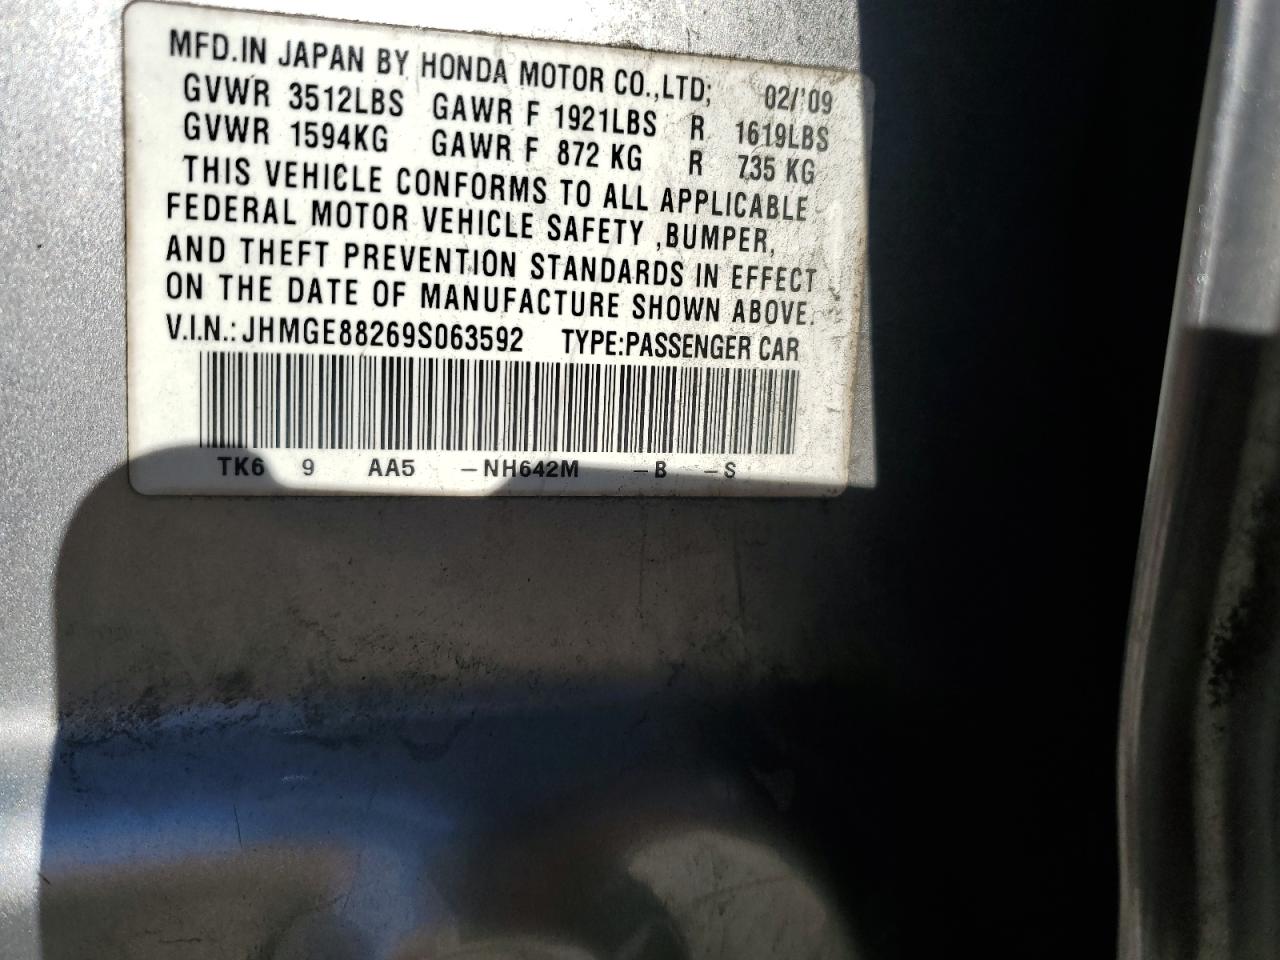 MFD.IN JAPAN BY HONDA MOTOR CO.,LTD; 02/'09
GVWR 3512LBS GAWR F 1921LBS R 1619LBS
GVWR 1594KG GAWR F 872 KG R 735 KG
THIS VEHICLE CONFORMS TO ALL APPLICABLE
FEDERAL MOTOR VEHICLE SAFETY ,BUMPER,
AND THEFT PREVENTION STANDARDS IN EFFECT
ON THE DATE OF MANUFACTURE SHOWN ABOVE.
V.I.N.: JHMGE88269S063592 TYPE:PASSENGER CAR
TK6 9 AA5 -NH642M -B -S